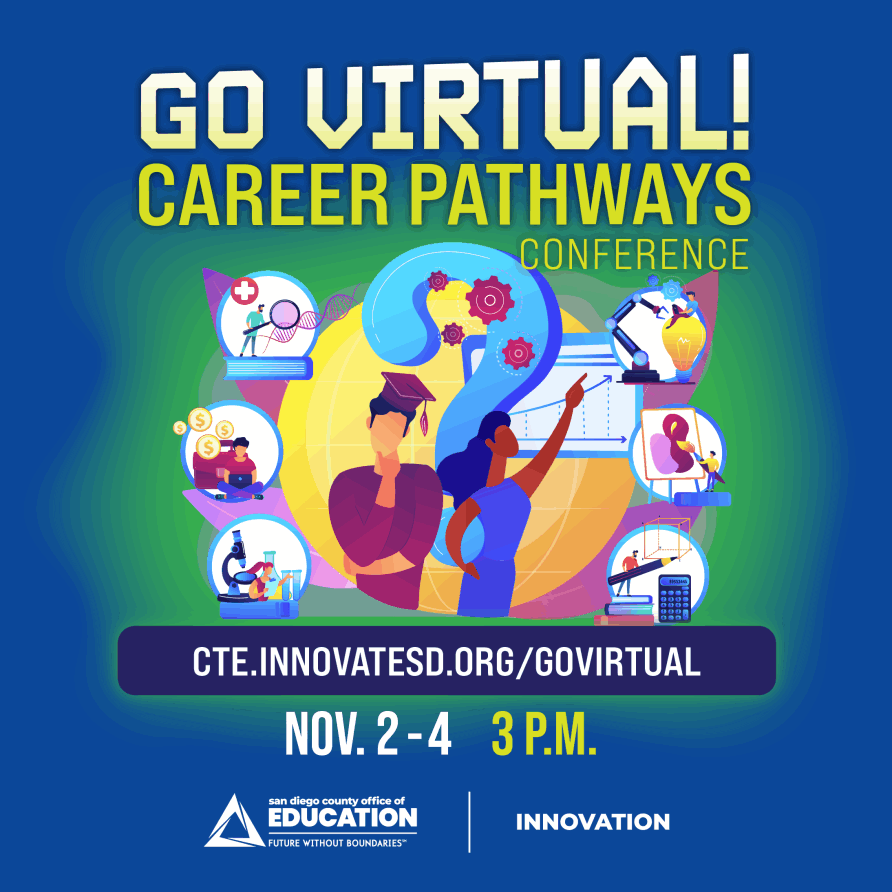 GO VIRTUAL!
CAREER PATHWAYS
CONFERENCE
CTE.INNOVATESD.ORG/GOVIRTUAL
NOV. 2-4 3 P.M.
san diego county office of
EDUCATION
FUTURE WITHOUT BOUNDARIES™
INNOVATION